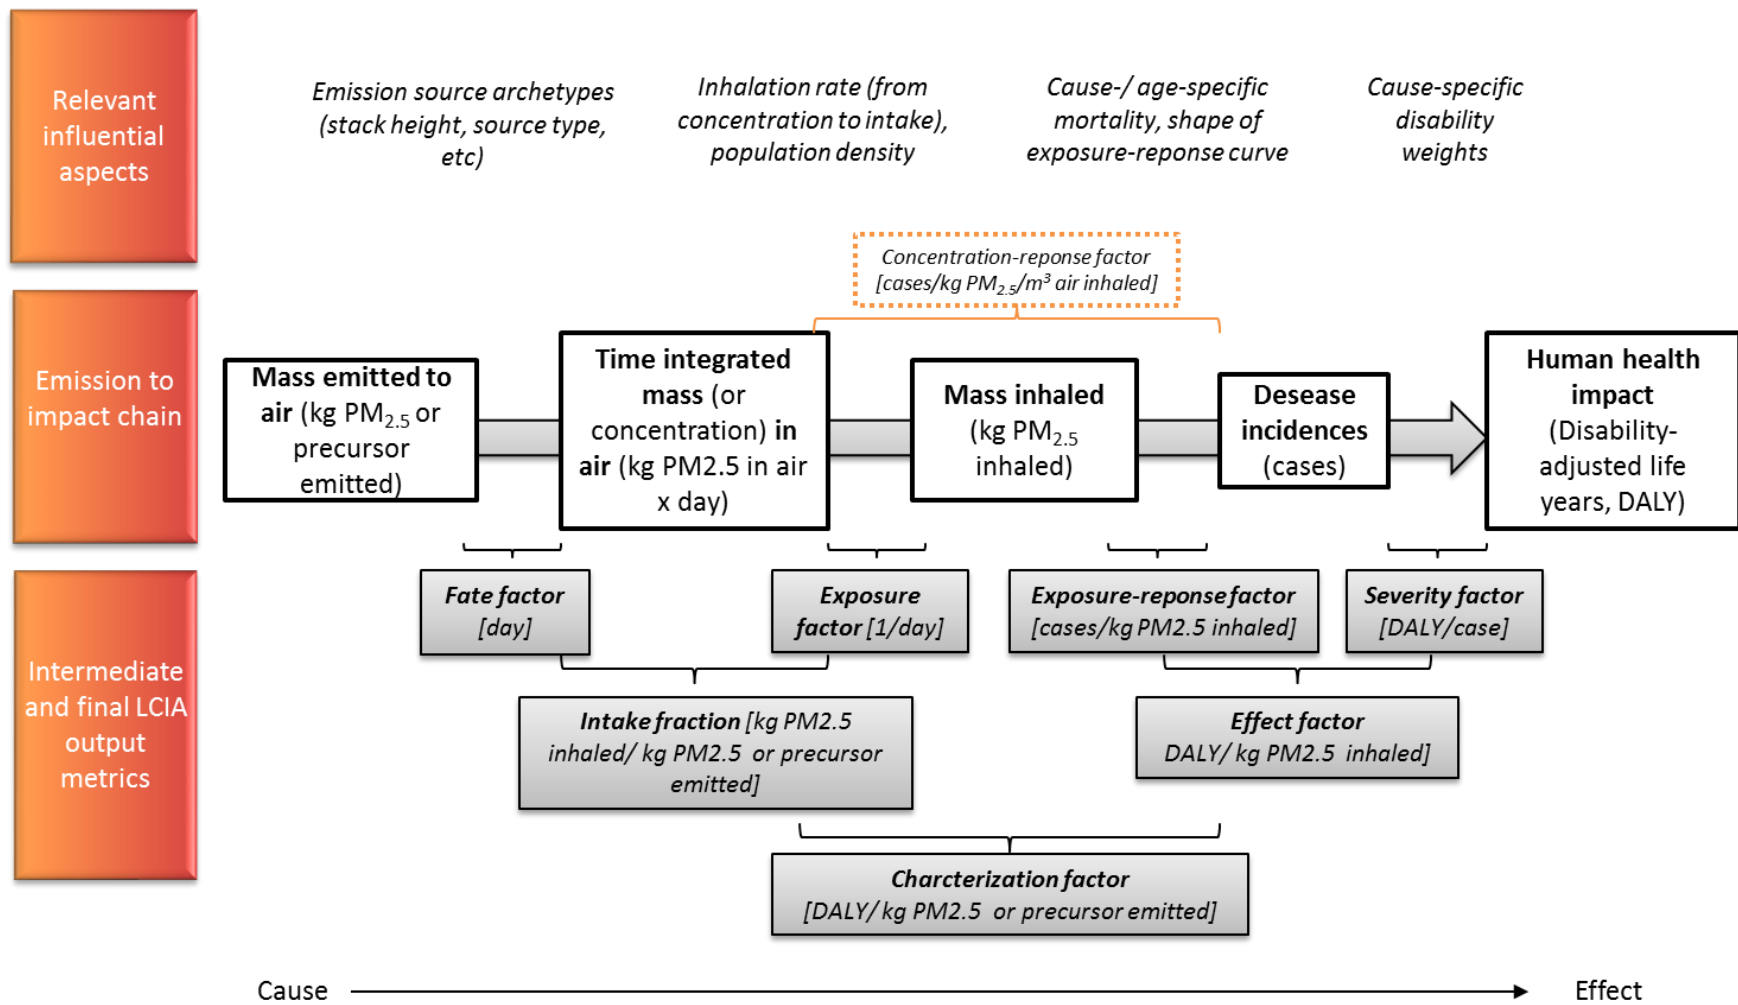 Relevant
influential
aspects
Emission source archetypes
(stack height, source type,
etc)
Inhalation rate (from
concentration to intake),
population density
Cause-/ age-specific
mortality, shape of
exposure-reponse curve
Cause-specific
disability
weights
Concentration-reponse factor
[cases/kg PM2.5/m³ air inhaled]
Emission to
impact chain
Mass emitted to
air (kg PM2.5 or
precursor
emitted)
Time integrated
mass (or
concentration) in
air (kg PM2.5 in air
x day)
Mass inhaled
(kg PM2.5
inhaled)
Desease
incidences
(cases)
Human health
impact
(Disability-
adjusted life
years, DALY)
Intermediate
and final LCIA
output
metrics
Fate factor
[day]
Exposure
factor [1/day]
Exposure-reponse factor
[cases/kg PM2.5 inhaled]
Severity factor
[DALY/case]
Intake fraction [kg PM2.5
inhaled/ kg PM2.5 or precursor
emitted]
Effect factor
DALY/ kg PM2.5 inhaled]
Charcterization factor
[DALY/ kg PM2.5 or precursor emitted]
Cause
Effect